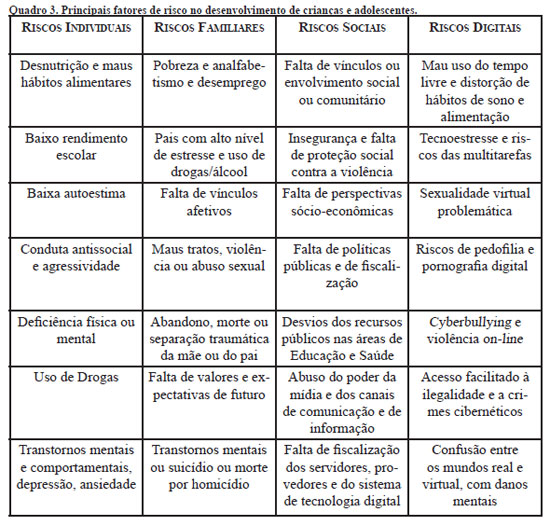 Quadro 3. Principais fatores de risco no desenvolvimento de crianças e adolescentes.
RISCOS INDIVIDUAIS
RISCOS FAMILIARES
RISCOS SOCIAIS
RISCOS DIGITAIS
Desnutrição e maus
hábitos alimentares
Pobreza e analfabe-
tismo e desemprego
Falta de vínculos ou
envolvimento social
ou comunitário
Mau uso do tempo
livre e distorção de
hábitos de sono e
alimentação
Baixo rendimento
escolar
Pais com alto nível
de estresse e uso de
drogas/álcool
Insegurança e falta
de proteção social
contra a violência
Tecnoestresse e ris-
cos das multitarefas
Baixa autoestima
Falta de vínculos
afetivos
Falta de perspectivas
sócio-econômicas
Sexualidade virtual
problemática
Conduta antissocial
e agressividade
Maus tratos, violên-
cia ou abuso sexual
Falta de políticas
públicas e de fiscali-
zação
Riscos de pedofilia e
pornografia digital
Deficiência física ou
mental
Abandono, morte ou
separação traumática
da mãe ou do pai
Desvios dos recursos
públicos nas áreas de
Educação e Saúde
Cyberbullying e
violência on-line
Uso de Drogas
Falta de valores e ex-
pectativas de futuro
Abuso do poder da
mídia e dos canais
de comunicação e de
informação
Acesso facilitado à
ilegalidade e a cri-
mes cibernéticos
Transtornos mentais
e comportamentais,
depressão, ansiedade
Transtornos mentais
ou suicídio ou morte
por homicídio
Falta de fiscalização
dos servidores, pro-
vedores e do sistema
de tecnologia digital
Confusão entre
os mundos real e
virtual, com danos
mentais